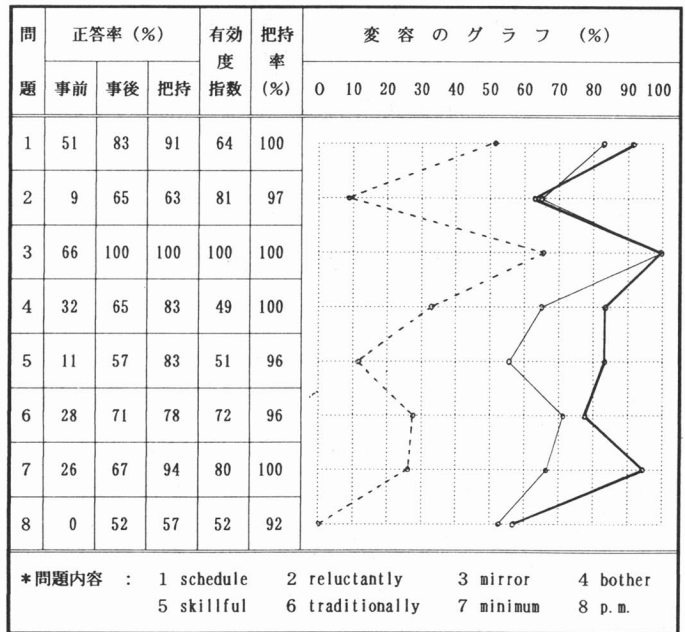 問題 正答率(%) 有効度指数 把持率(%) 変容のグラフ (%)
事前 事後 把持 0 10 20 30 40 50 60 70 80 90 100
1 51 83 91 64 100
2 9 65 63 81 97
3 66 100 100 100 100
4 32 65 83 49 100
5 11 57 83 51 96
6 28 71 78 72 96
7 26 67 94 80 100
8 0 52 57 52 92
*問題内容 : 1 schedule 2 reluctantly 3 mirror 4 bother
5 skillful 6 traditionally 7 minimum 8 p.m.